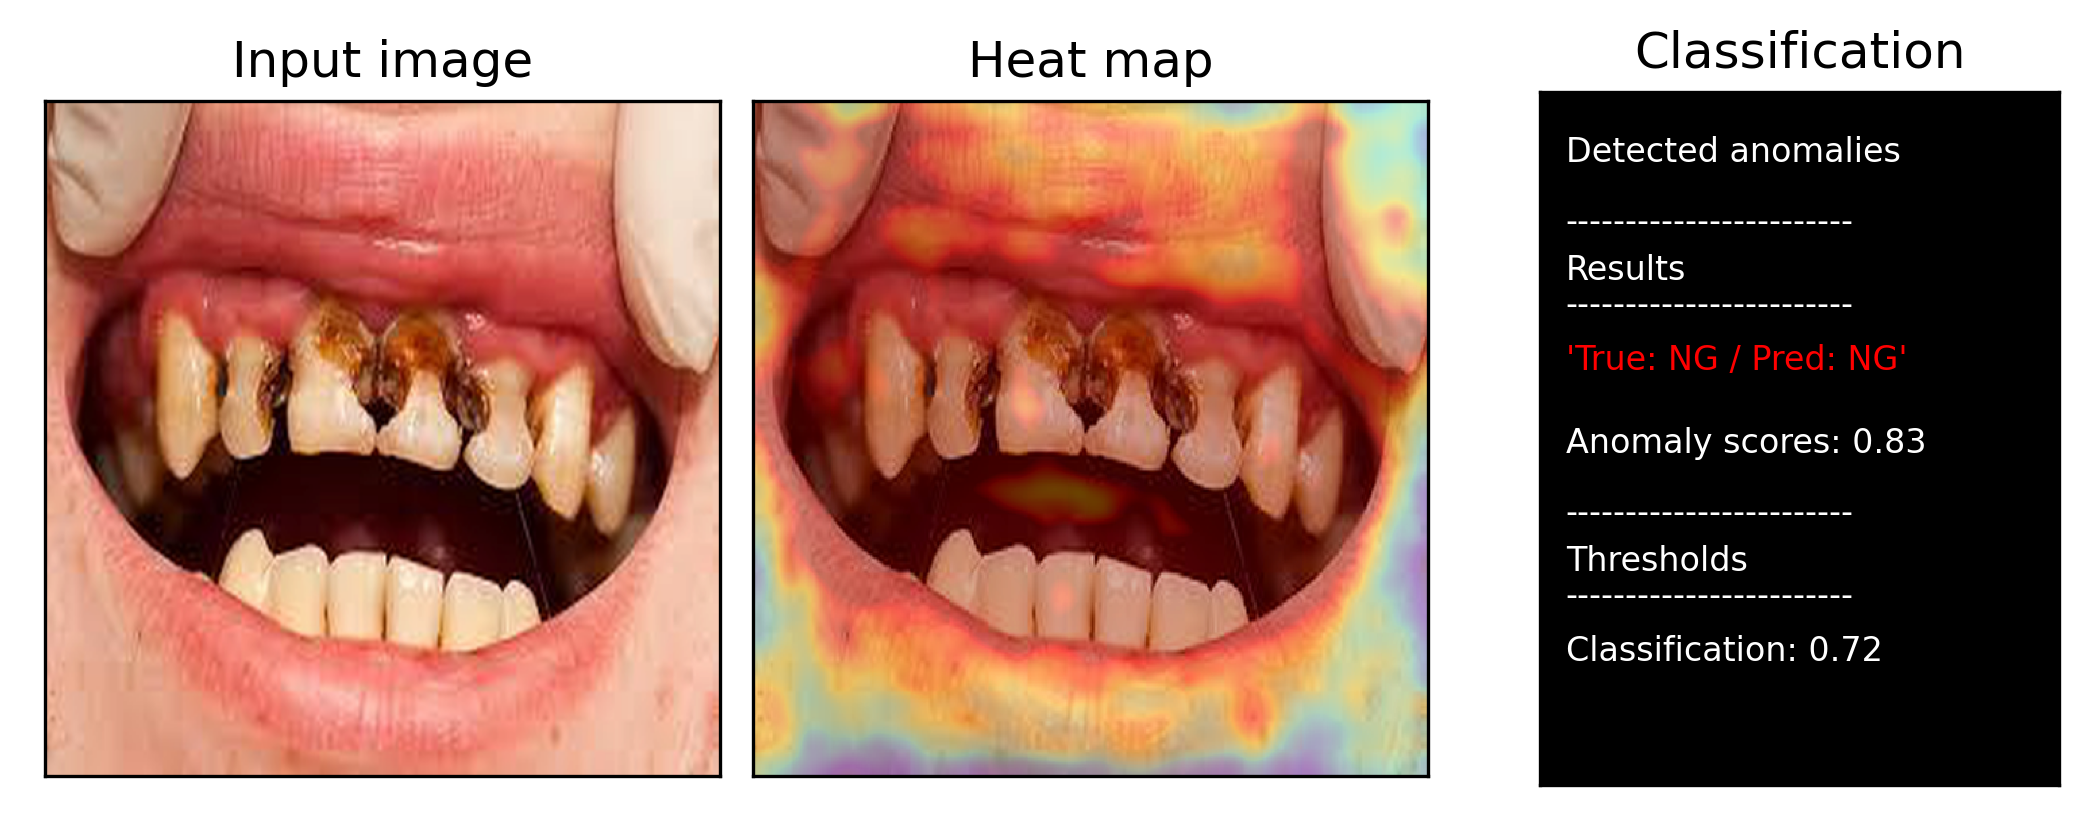 Input image
Heat map
Classification
Detected anomalies
------------------------
Results
------------------------
'True: NG / Pred: NG'
Anomaly scores: 0.83
------------------------
Thresholds
------------------------
Classification: 0.72